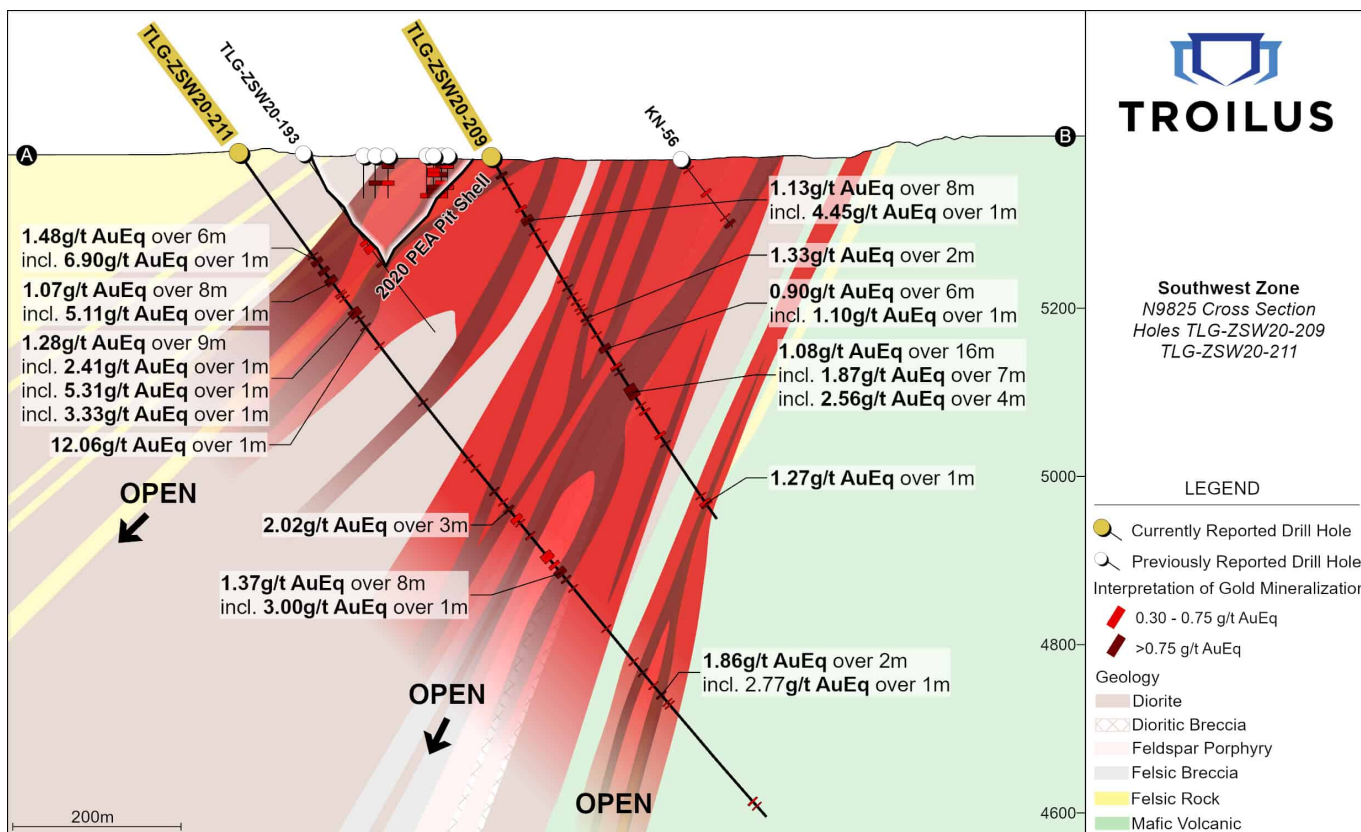 TLG-ZSW20-211
TLG-ZSW20-193
TLG-ZSW20-209
KN-56
A
B
2020 PEA Pit Shell
1.48g/t AuEq over 6m
incl. 6.90g/t AuEq over 1m
1.07g/t AuEq over 8m
incl. 5.11g/t AuEq over 1m
1.28g/t AuEq over 9m
incl. 2.41g/t AuEq over 1m
incl. 5.31g/t AuEq over 1m
incl. 3.33g/t AuEq over 1m
12.06g/t AuEq over 1m
OPEN
2.02g/t AuEq over 3m
1.37g/t AuEq over 8m
incl. 3.00g/t AuEq over 1m
OPEN
1.13g/t AuEq over 8m
incl. 4.45g/t AuEq over 1m
1.33g/t AuEq over 2m
0.90g/t AuEq over 6m
incl. 1.10g/t AuEq over 1m
1.08g/t AuEq over 16m
incl. 1.87g/t AuEq over 7m
incl. 2.56g/t AuEq over 4m
1.27g/t AuEq over 1m
1.86g/t AuEq over 2m
incl. 2.77g/t AuEq over 1m
OPEN
200m
5200
5000
4800
4600
TROILUS
Southwest Zone
N9825 Cross Section
Holes TLG-ZSW20-209
TLG-ZSW20-211
LEGEND
Currently Reported Drill Hole
Previously Reported Drill Hole
Interpretation of Gold Mineralization
0.30 - 0.75 g/t AuEq
>0.75 g/t AuEq
Geology
Diorite
Dioritic Breccia
Feldspar Porphyry
Felsic Breccia
Felsic Rock
Mafic Volcanic